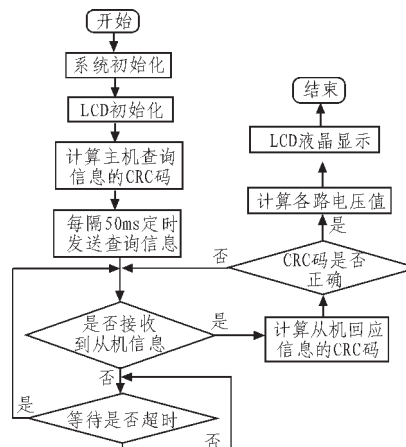 开始
系统初始化
LCD初始化
计算主机查询
信息的CRC码
每隔50ms定时
发送查询信息
是否接收
到从机信息
是
否
等待是否超时
是
否
计算从机回应
信息的CRC码
CRC码是否
正确
否
是
计算各路电压值
LCD液晶显示
结束